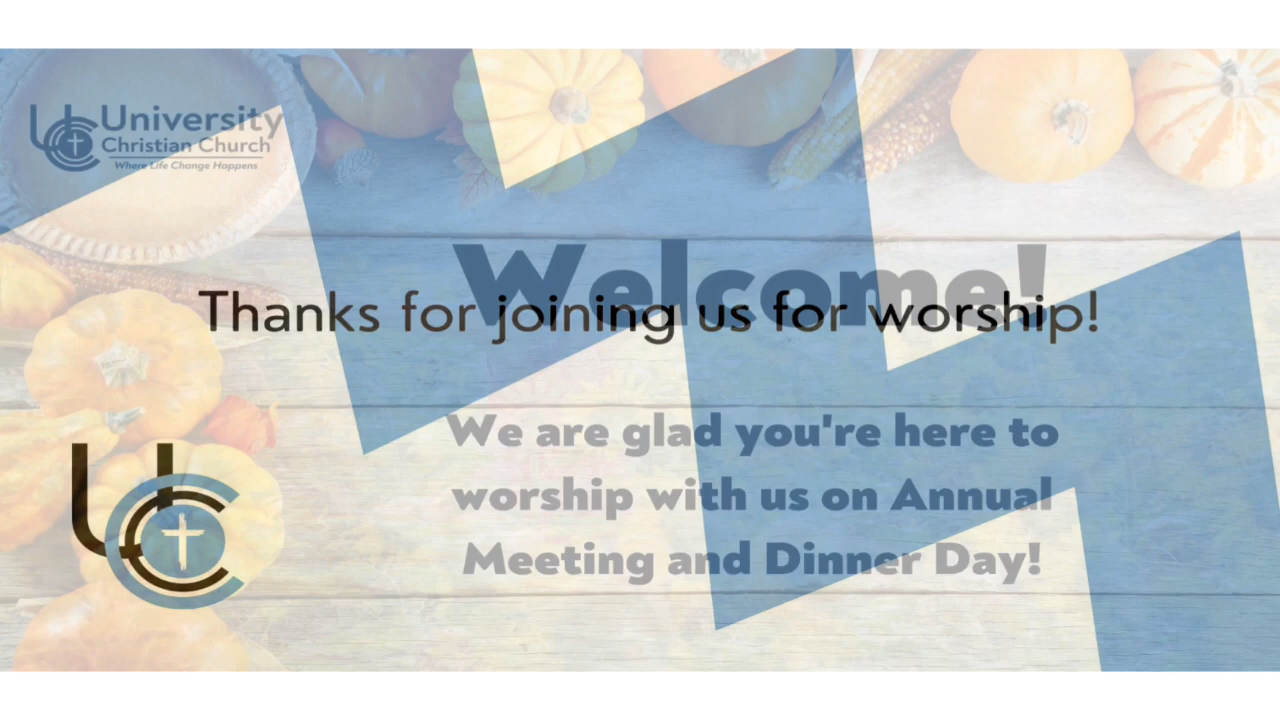 University
Christian Church
Where Life Change Happens
Welcome!
Thanks for joining us for worship!
We are glad you're here to
worship with us on Annual
Meeting and Dinner Day!
UCC